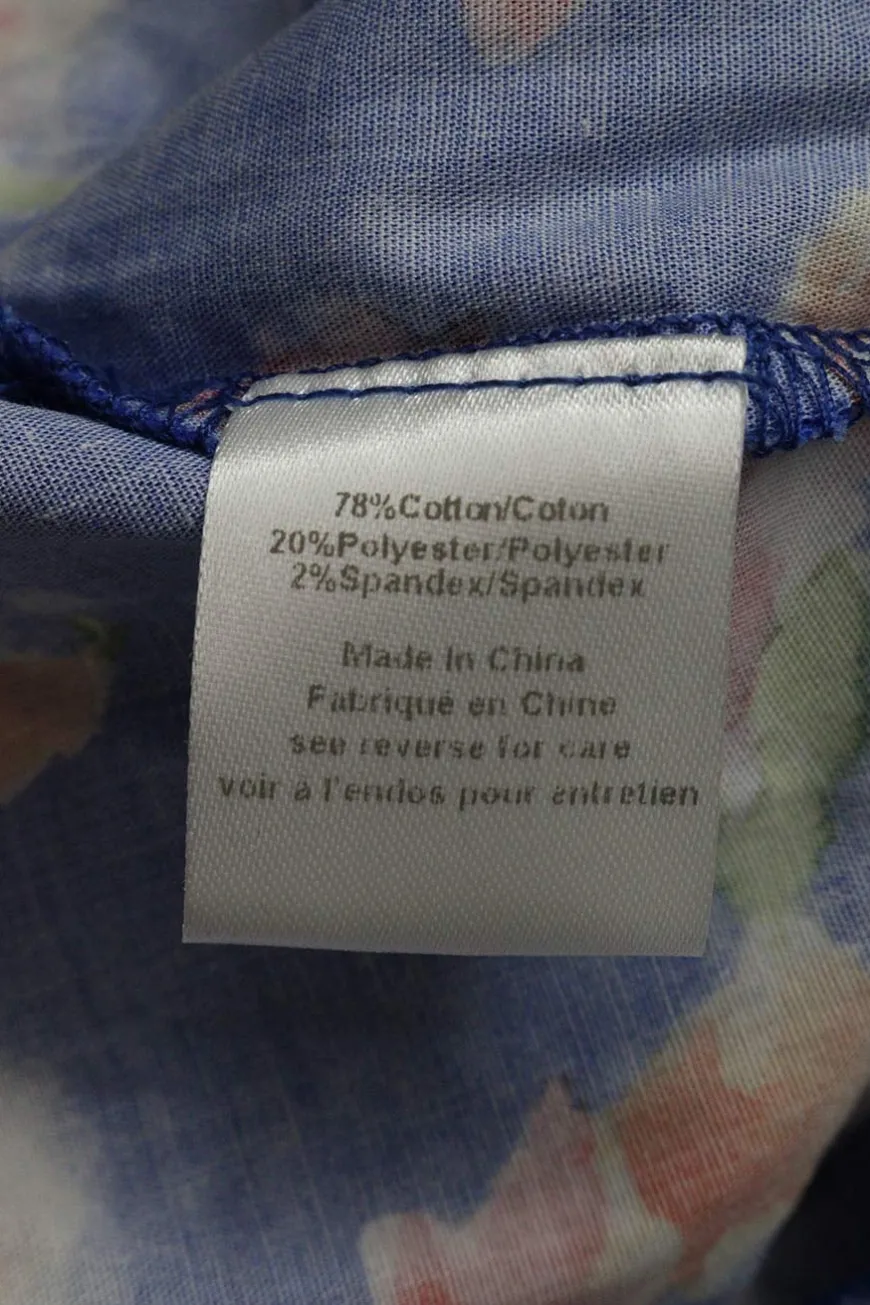 78%Cotton/Coton
20%Polyester/Polyester
2%Spandex/Spandex
Made In China
Fabriqué en Chine
see reverse for care
voir a l'endos pour entretien